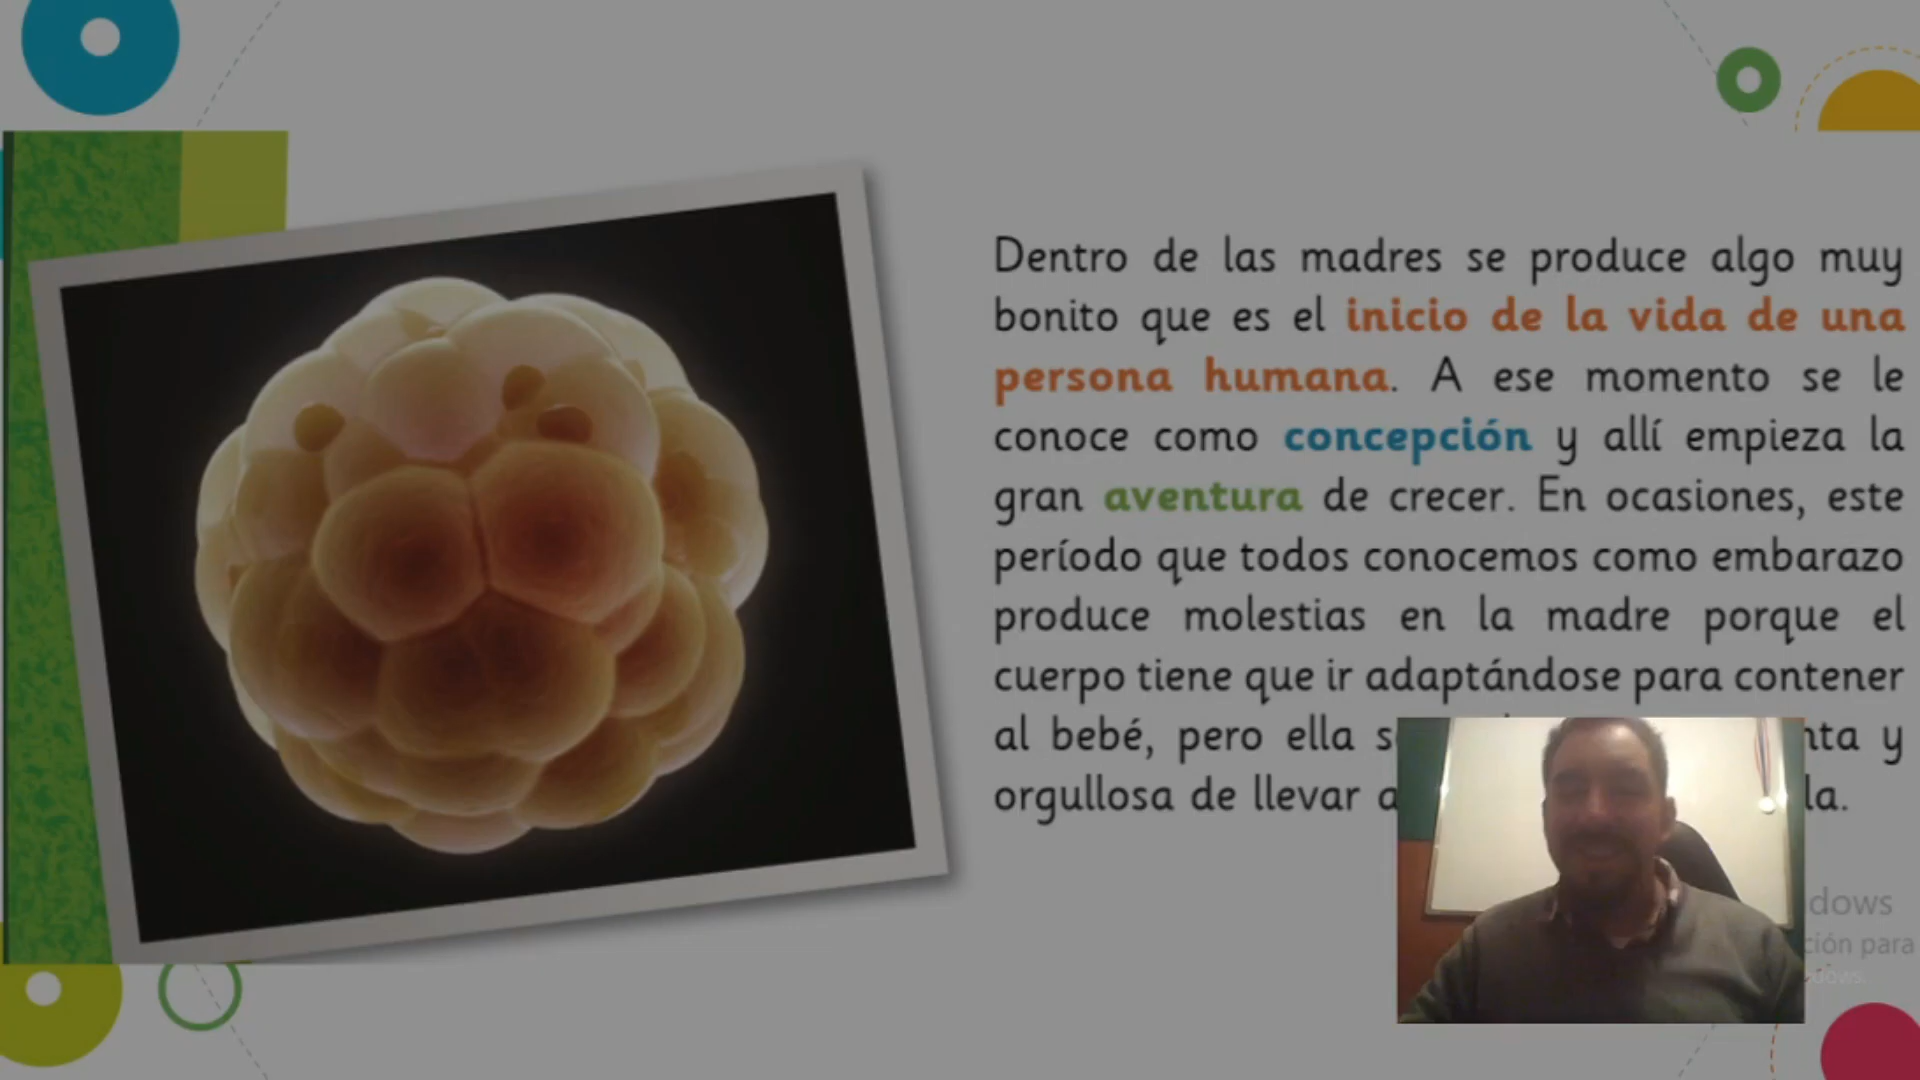 Dentro de las madres se produce algo muy
bonito que es el inicio de la vida de una
persona humana. A ese momento se le
conoce como concepción y allí empieza la
gran aventura de crecer. En ocasiones, este
período que todos conocemos como embarazo
produce molestias en la madre porque el
cuerpo tiene que ir adaptándose para contener
al bebé, pero ella y
orgullosa de llevar
dows
ción para